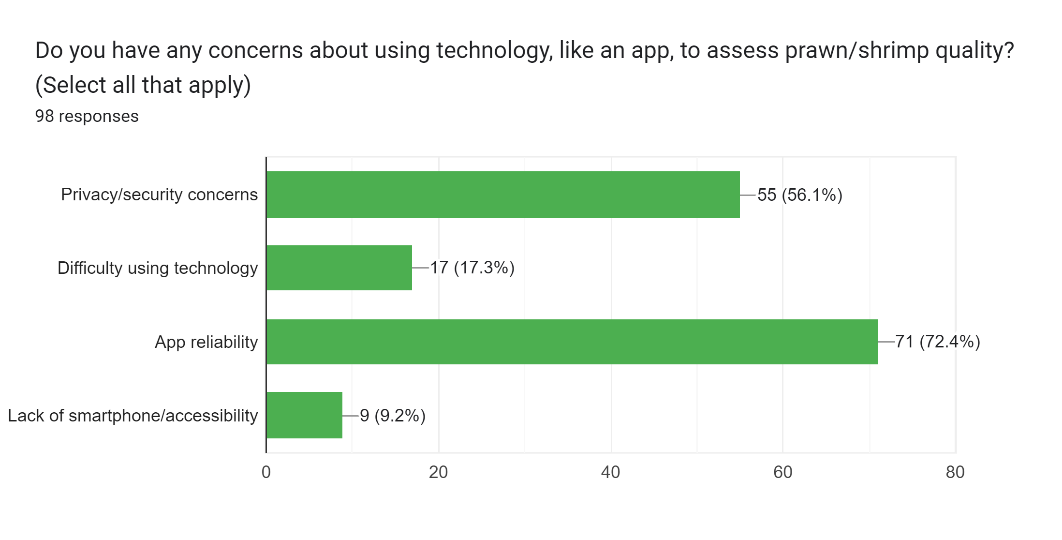 Do you have any concerns about using technology, like an app, to assess prawn/shrimp quality?
(Select all that apply)
98 responses
Privacy/security concerns
55 (56.1%)
Difficulty using technology
17 (17.3%)
App reliability
71 (72.4%)
Lack of smartphone/accessibility
9 (9.2%)
0 20 40 60 80